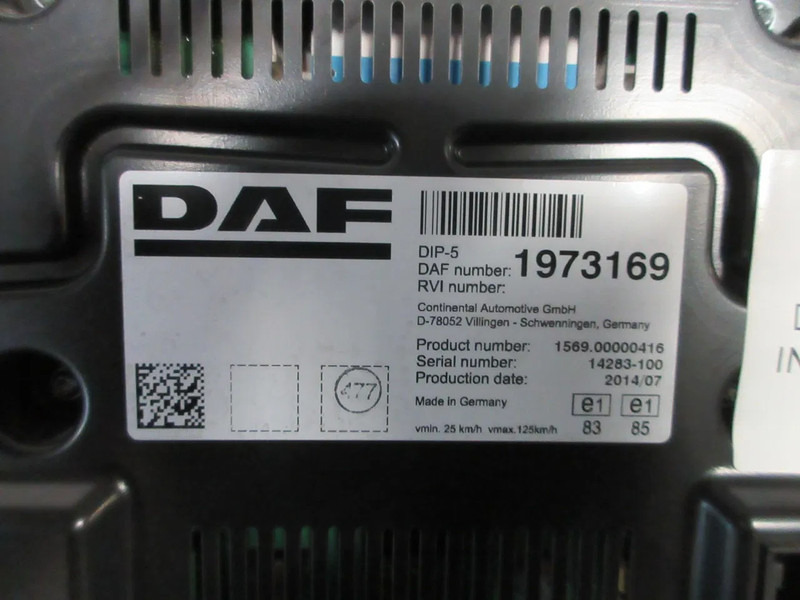 DAF
DIP-5
DAF number: 1973169
RVI number:
Continental Automotive GmbH
D-78052 Villingen - Schwenningen, Germany
Product number: 1569.00000416
Serial number: 14283-100
Production date: 2014/07
Made in Germany e1 e1
vmin. 25 km/h vmax.125km/h 83 85
477
IN